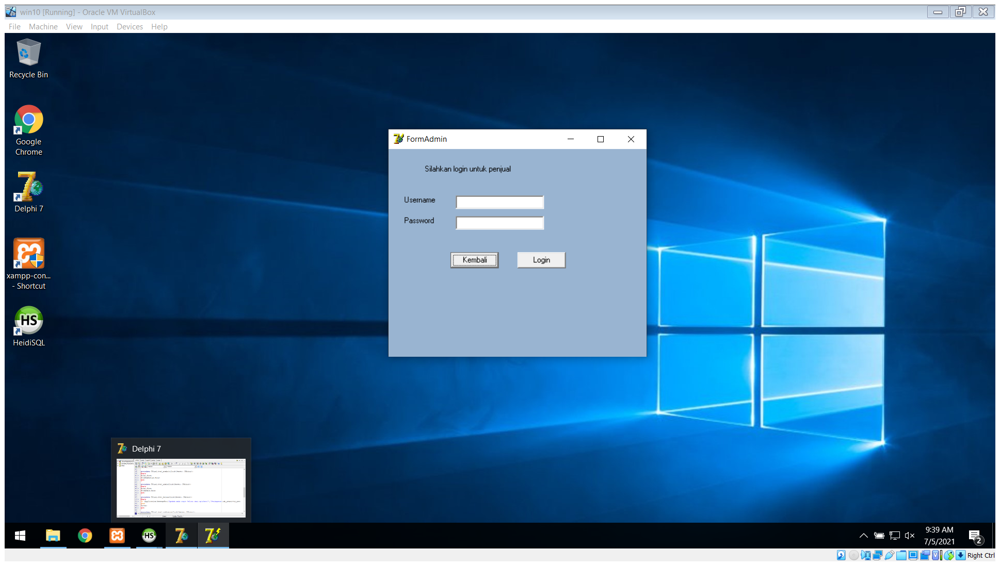 win10 [Running] - Oracle VM VirtualBox
File Machine View Input Devices Help
Recycle Bin
Google
Chrome
Delphi 7
xampp-con...
- Shortcut
HS
HeidiSQL
FormAdmin
Silahkan login untuk penjual
Username
Password
Kembali Login
Delphi 7
HS
9:39 AM
7/5/2021
2
Right Ctrl